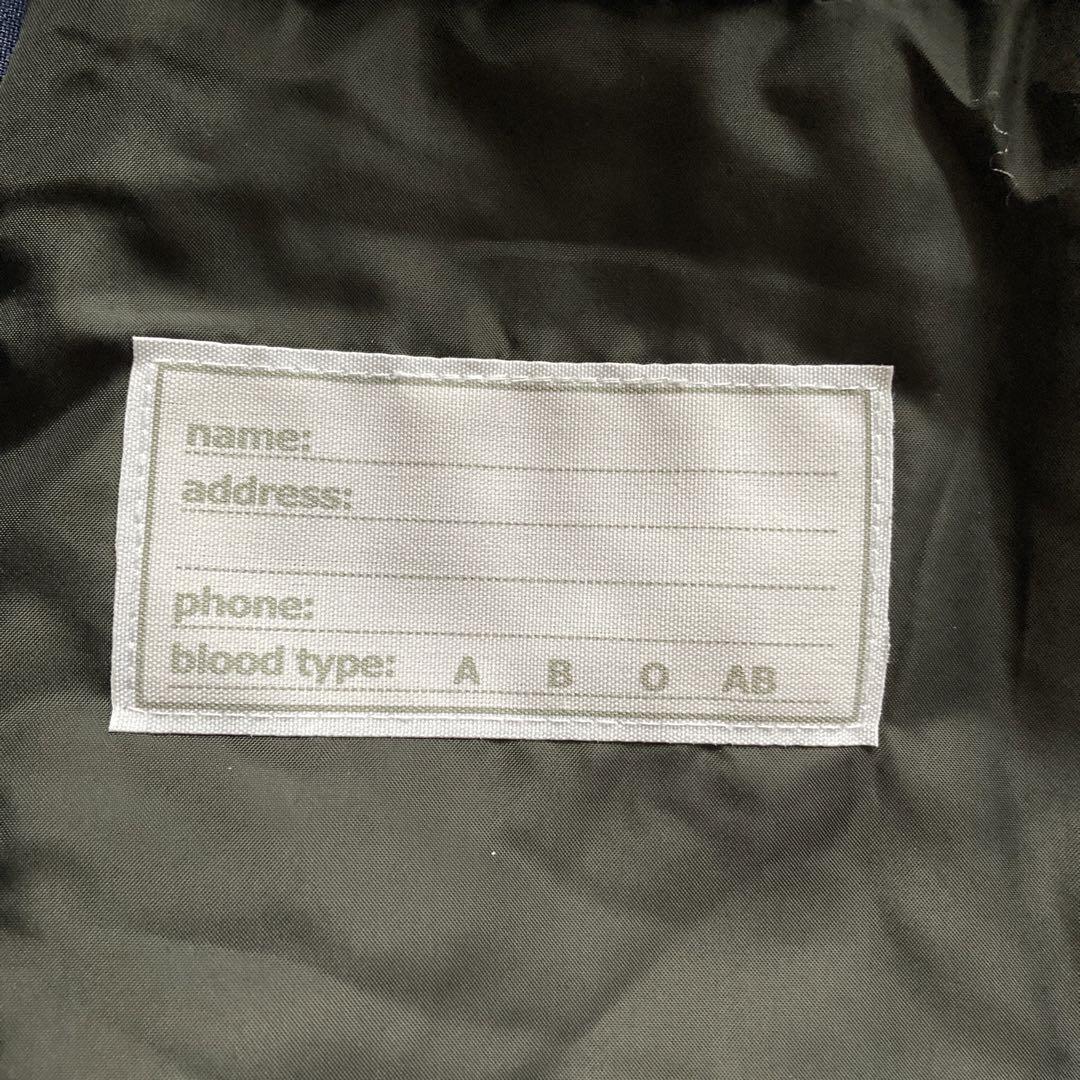 name:
address:
phone:
blood type: A B O AB